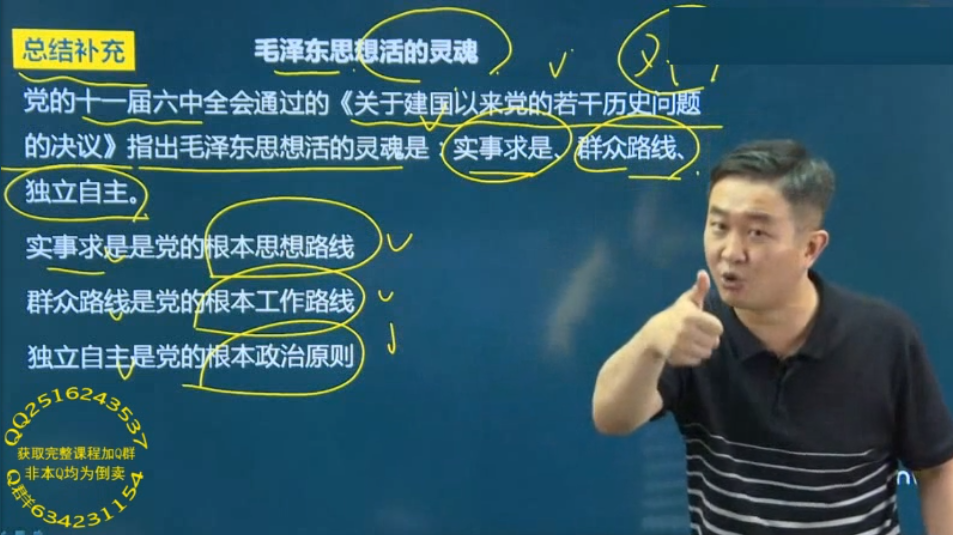 总结补充
毛泽东思想活的灵魂
党的十一届六中全会通过的《关于建国以来党的若干历史问题
的决议》指出毛泽东思想活的灵魂是：实事求是、群众路线、
独立自主。
实事求是是党的根本思想路线
群众路线是党的根本工作路线
独立自主是党的根本政治原则
QQ2516243537
获取完整课程加Q群
非本Q均为倒卖
Q群634231154